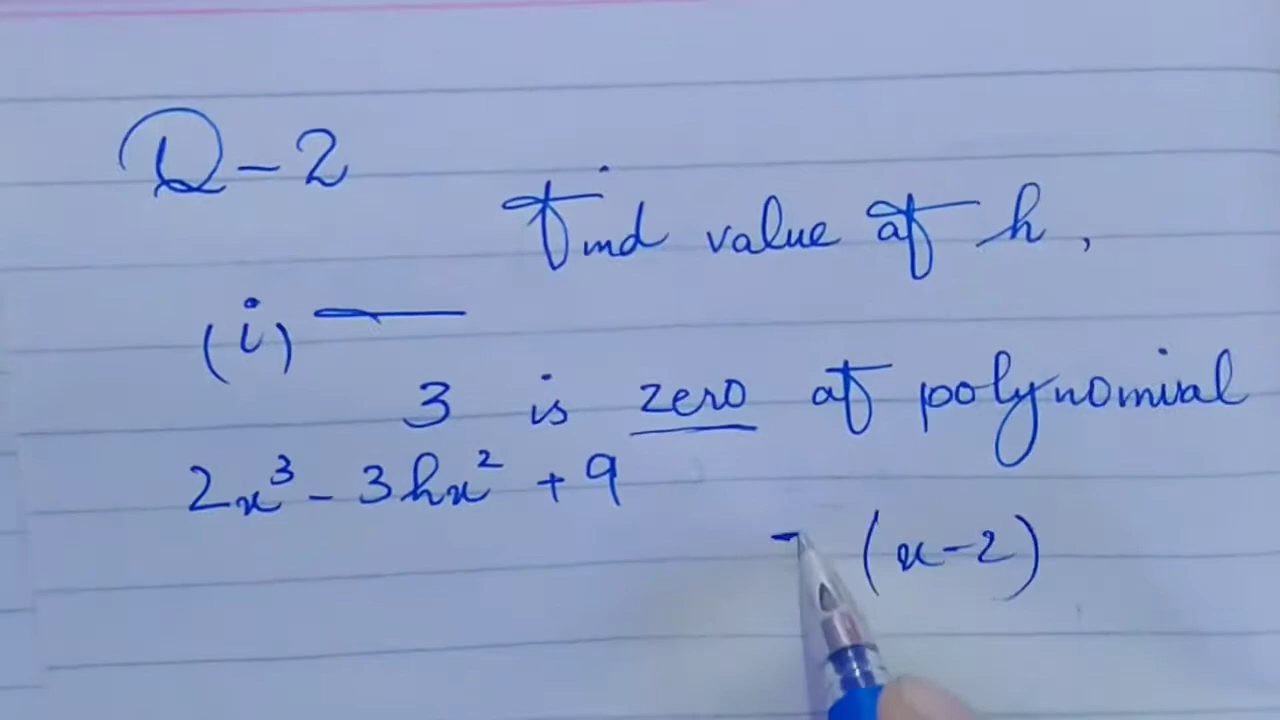 Q-2
Find value of h,
(i)
3 is zero of polynomial
2x³ - 3hx² + 9
(x-2)